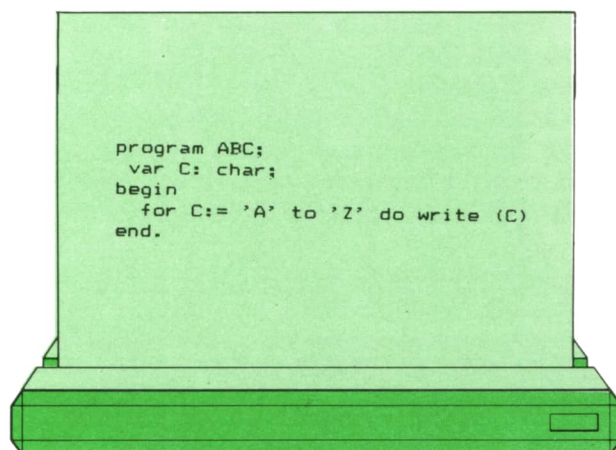 program ABC;
var C: char;
begin
for C:= 'A' to 'Z' do write (C)
end.